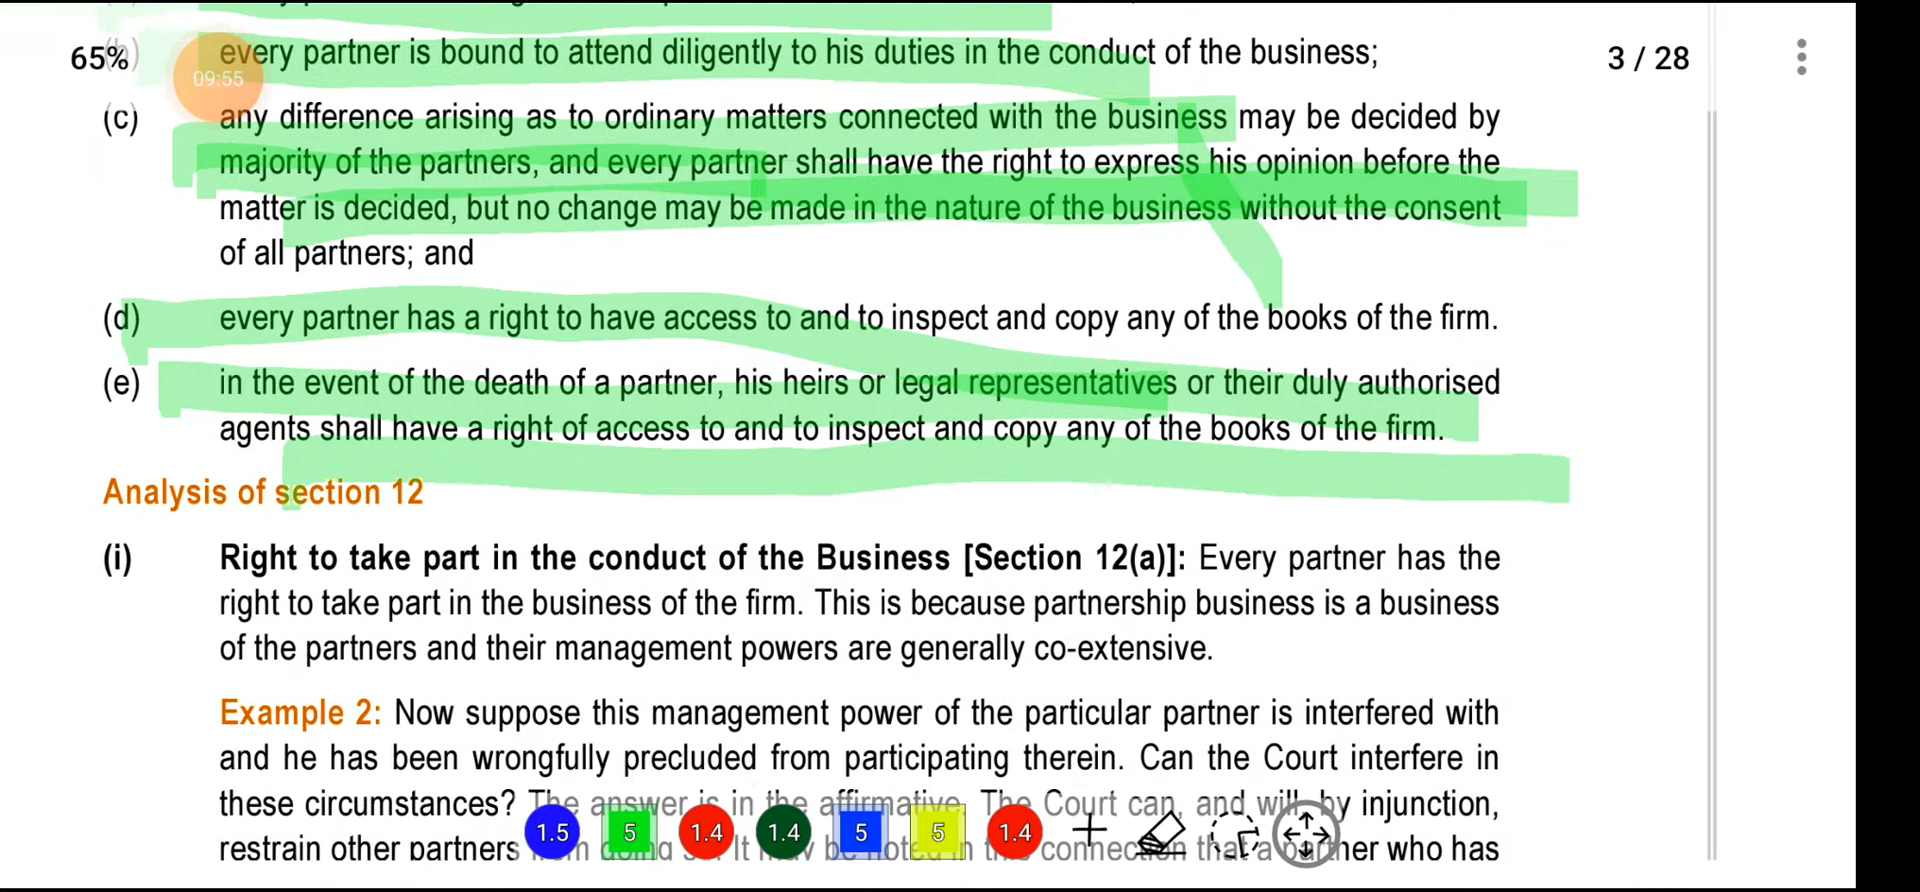 65%
(b) every partner is bound to attend diligently to his duties in the conduct of the business;
3 / 28
09:55
(c) any difference arising as to ordinary matters connected with the business may be decided by
majority of the partners, and every partner shall have the right to express his opinion before the
matter is decided, but no change may be made in the nature of the business without the consent
of all partners; and
(d) every partner has a right to have access to and to inspect and copy any of the books of the firm.
(e) in the event of the death of a partner, his heirs or legal representatives or their duly authorised
agents shall have a right of access to and to inspect and copy any of the books of the firm.
Analysis of section 12
(i) Right to take part in the conduct of the Business [Section 12(a)]: Every partner has the
right to take part in the business of the firm. This is because partnership business is a business
of the partners and their management powers are generally co-extensive.
Example 2: Now suppose this management power of the particular partner is interfered with
and he has been wrongfully precluded from participating therein. Can the Court interfere in
these circumstances? The answer is in the affirmative. The Court can, and will, by injunction,
restrain other partners from doing so. It may be noted in this connection that a partner who has
1.5 5 1.4 1.4 5 5 1.4